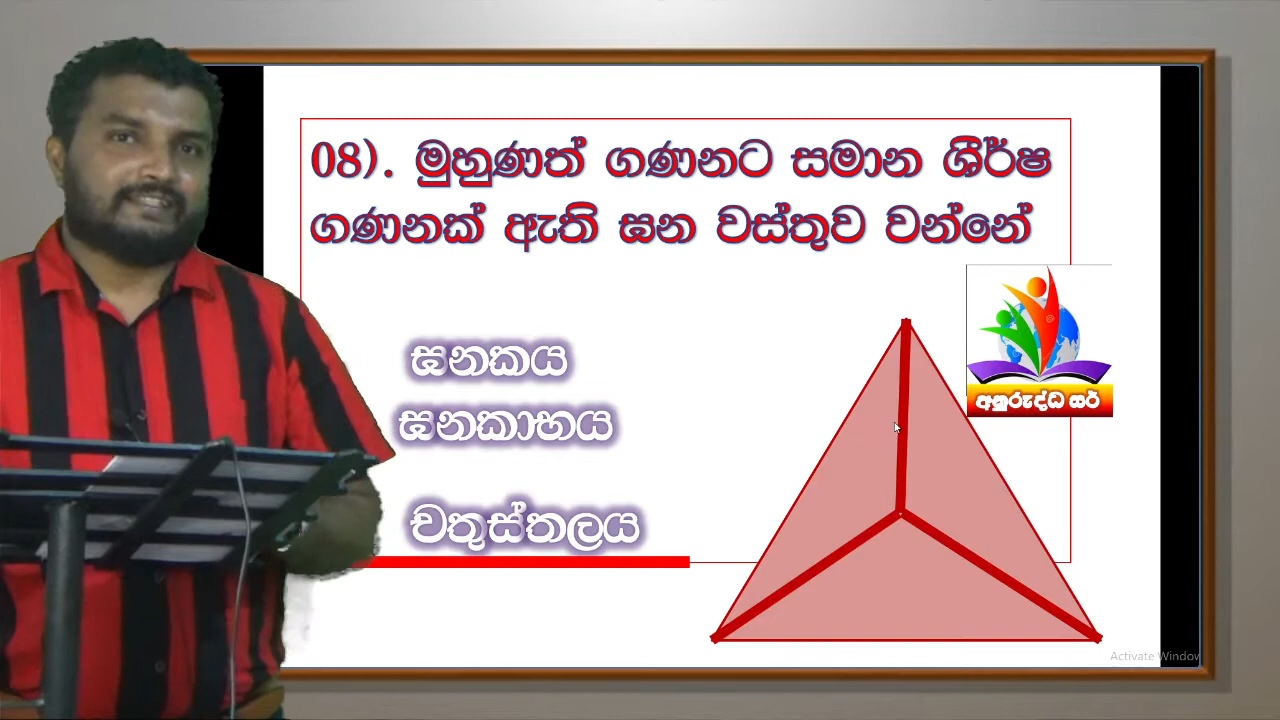 08). මුහුණත් ගණනට සමාන ශීර්ෂ
ගණනක් ඇති ඝන වස්තුව වන්නේ
ඝනකය
ඝනකාභය
චතුස්තලය
අනුරුද්ධ සර්
Activate Window